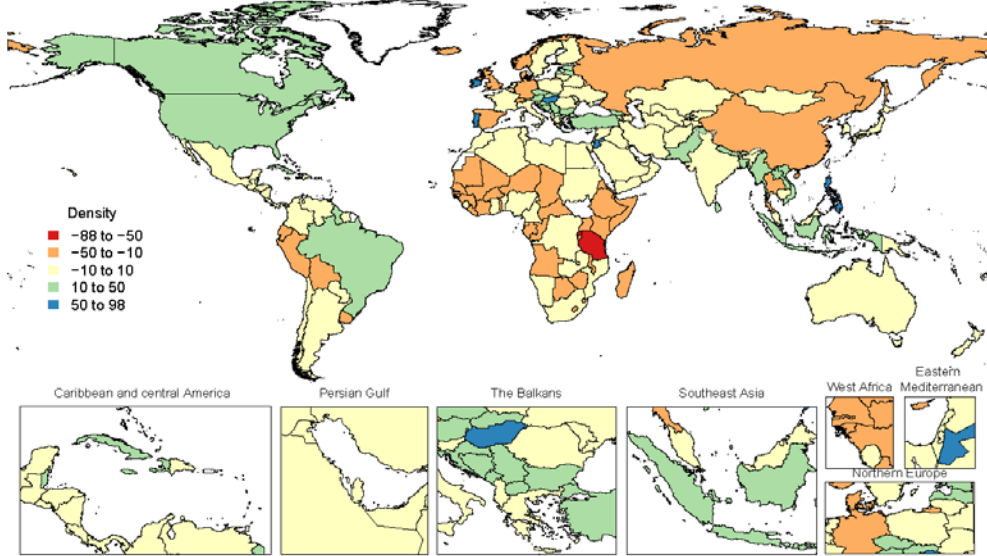 Density
−88 to −50
−50 to −10
−10 to 10
10 to 50
50 to 98
Caribbean and central America
Persian Gulf
The Balkans
Southeast Asia
West Africa
Eastern
Mediterranean
Northern Europe